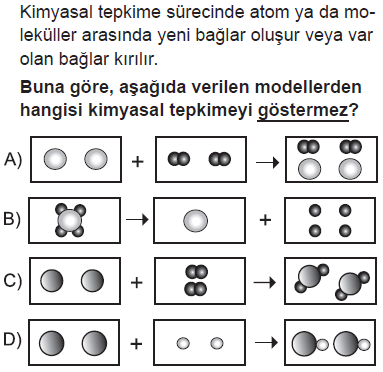 Kimyasal tepkime sürecinde atom ya da mo-
leküller arasında yeni bağlar oluşur veya var
olan bağlar kırılır.
Buna göre, aşağıda verilen modellerden
hangisi kimyasal tepkimeyi göstermez?
A) + →
B) → +
C) + →
D) + →